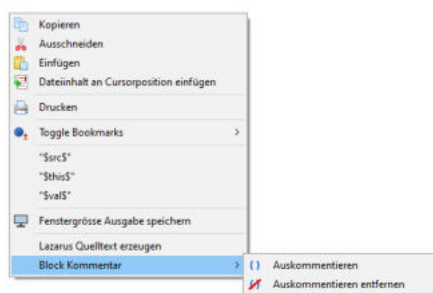 Kopieren
Ausschneiden
Einfügen
Dateiinhalt an Cursorposition einfügen
Drucken
Toggle Bookmarks
"$src$"
"$this$"
"$val$"
Fenstergrösse Ausgabe speichern
Lazarus Quelltext erzeugen
Block Kommentar
Auskommentieren
Auskommentieren entfernen